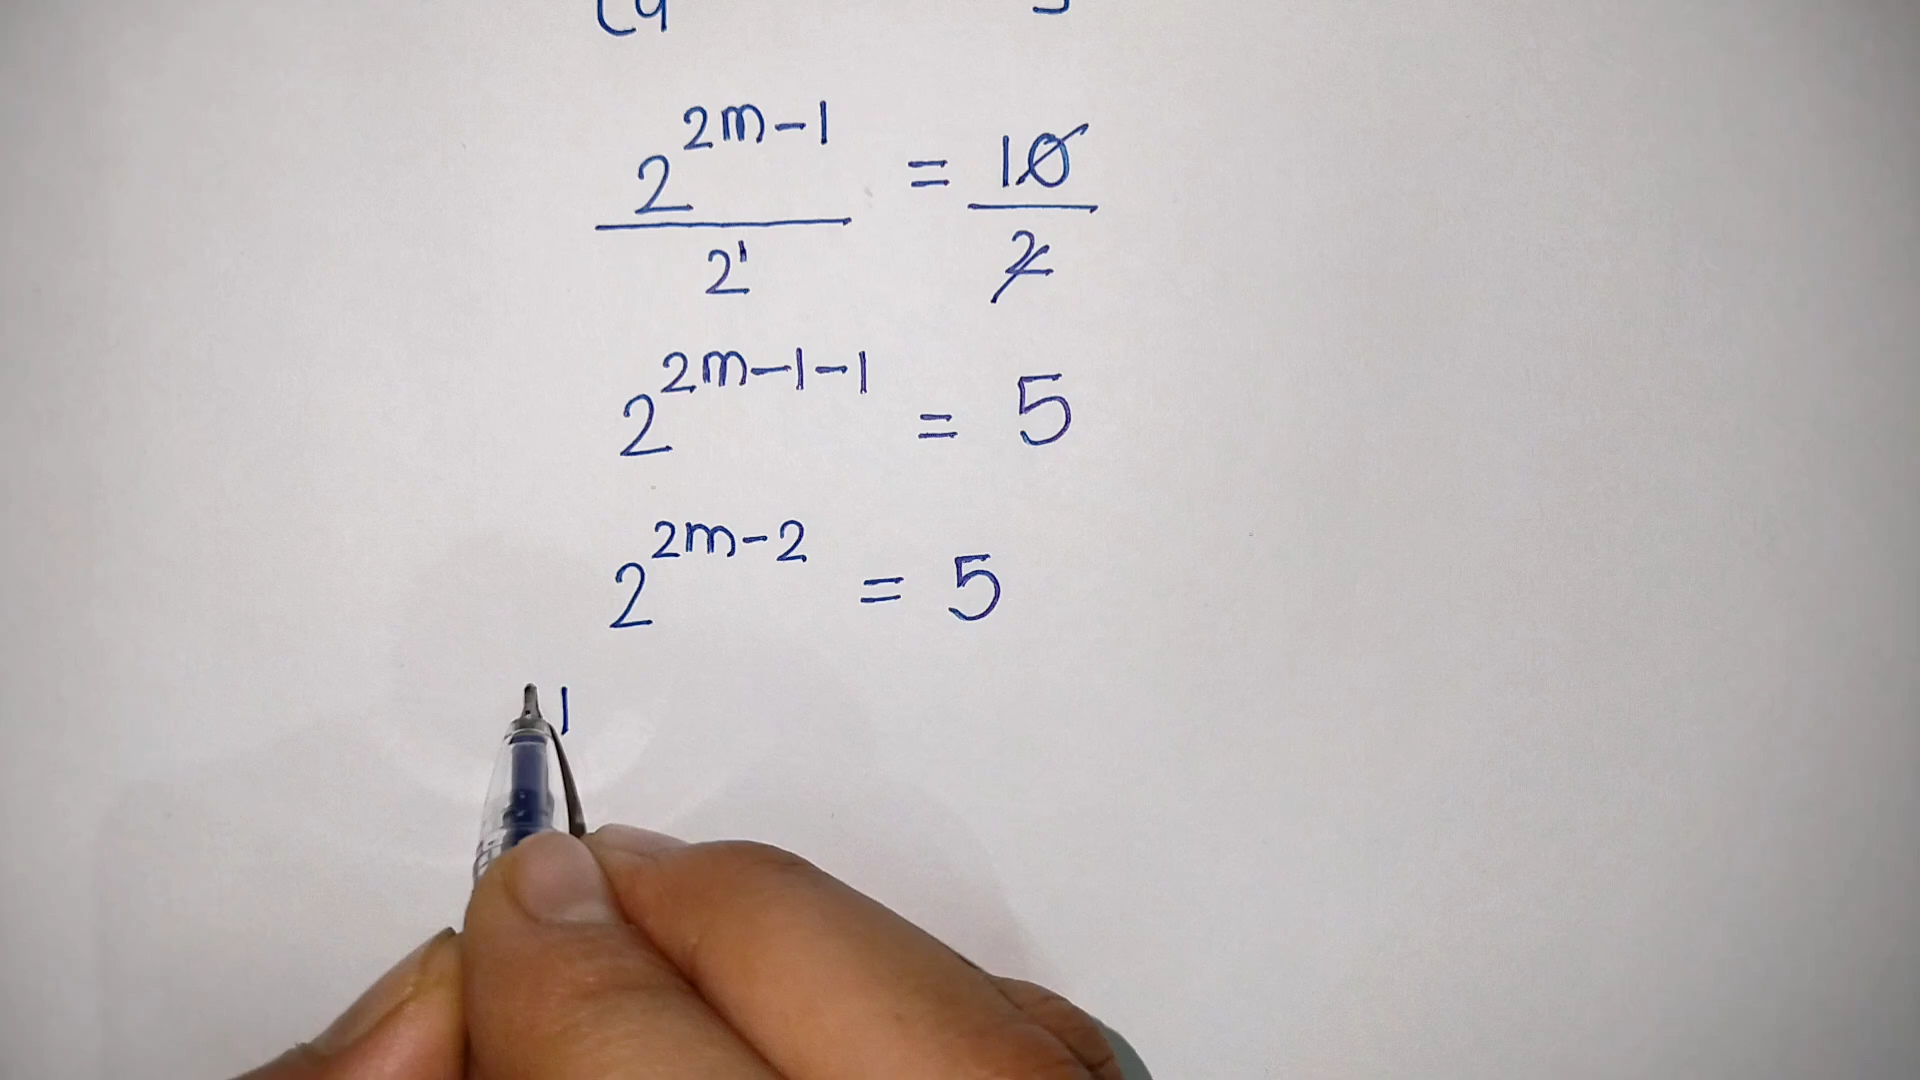 2^{2m-1} / 2^1 = 10 / 2
2^{2m-1-1} = 5
2^{2m-2} = 5